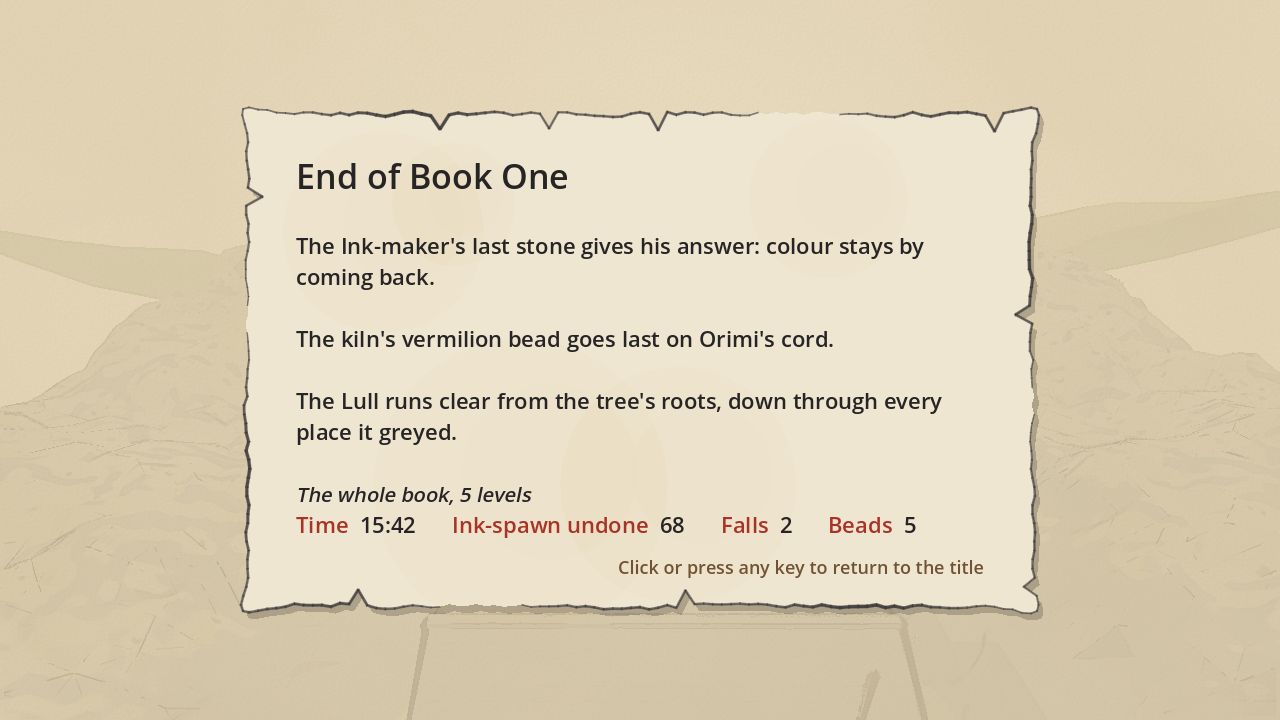 End of Book One
The Ink-maker's last stone gives his answer: colour stays by
coming back.
The kiln's vermilion bead goes last on Orimi's cord.
The Lull runs clear from the tree's roots, down through every
place it greyed.
The whole book, 5 levels
Time 15:42 Ink-spawn undone 68 Falls 2 Beads 5
Click or press any key to return to the title